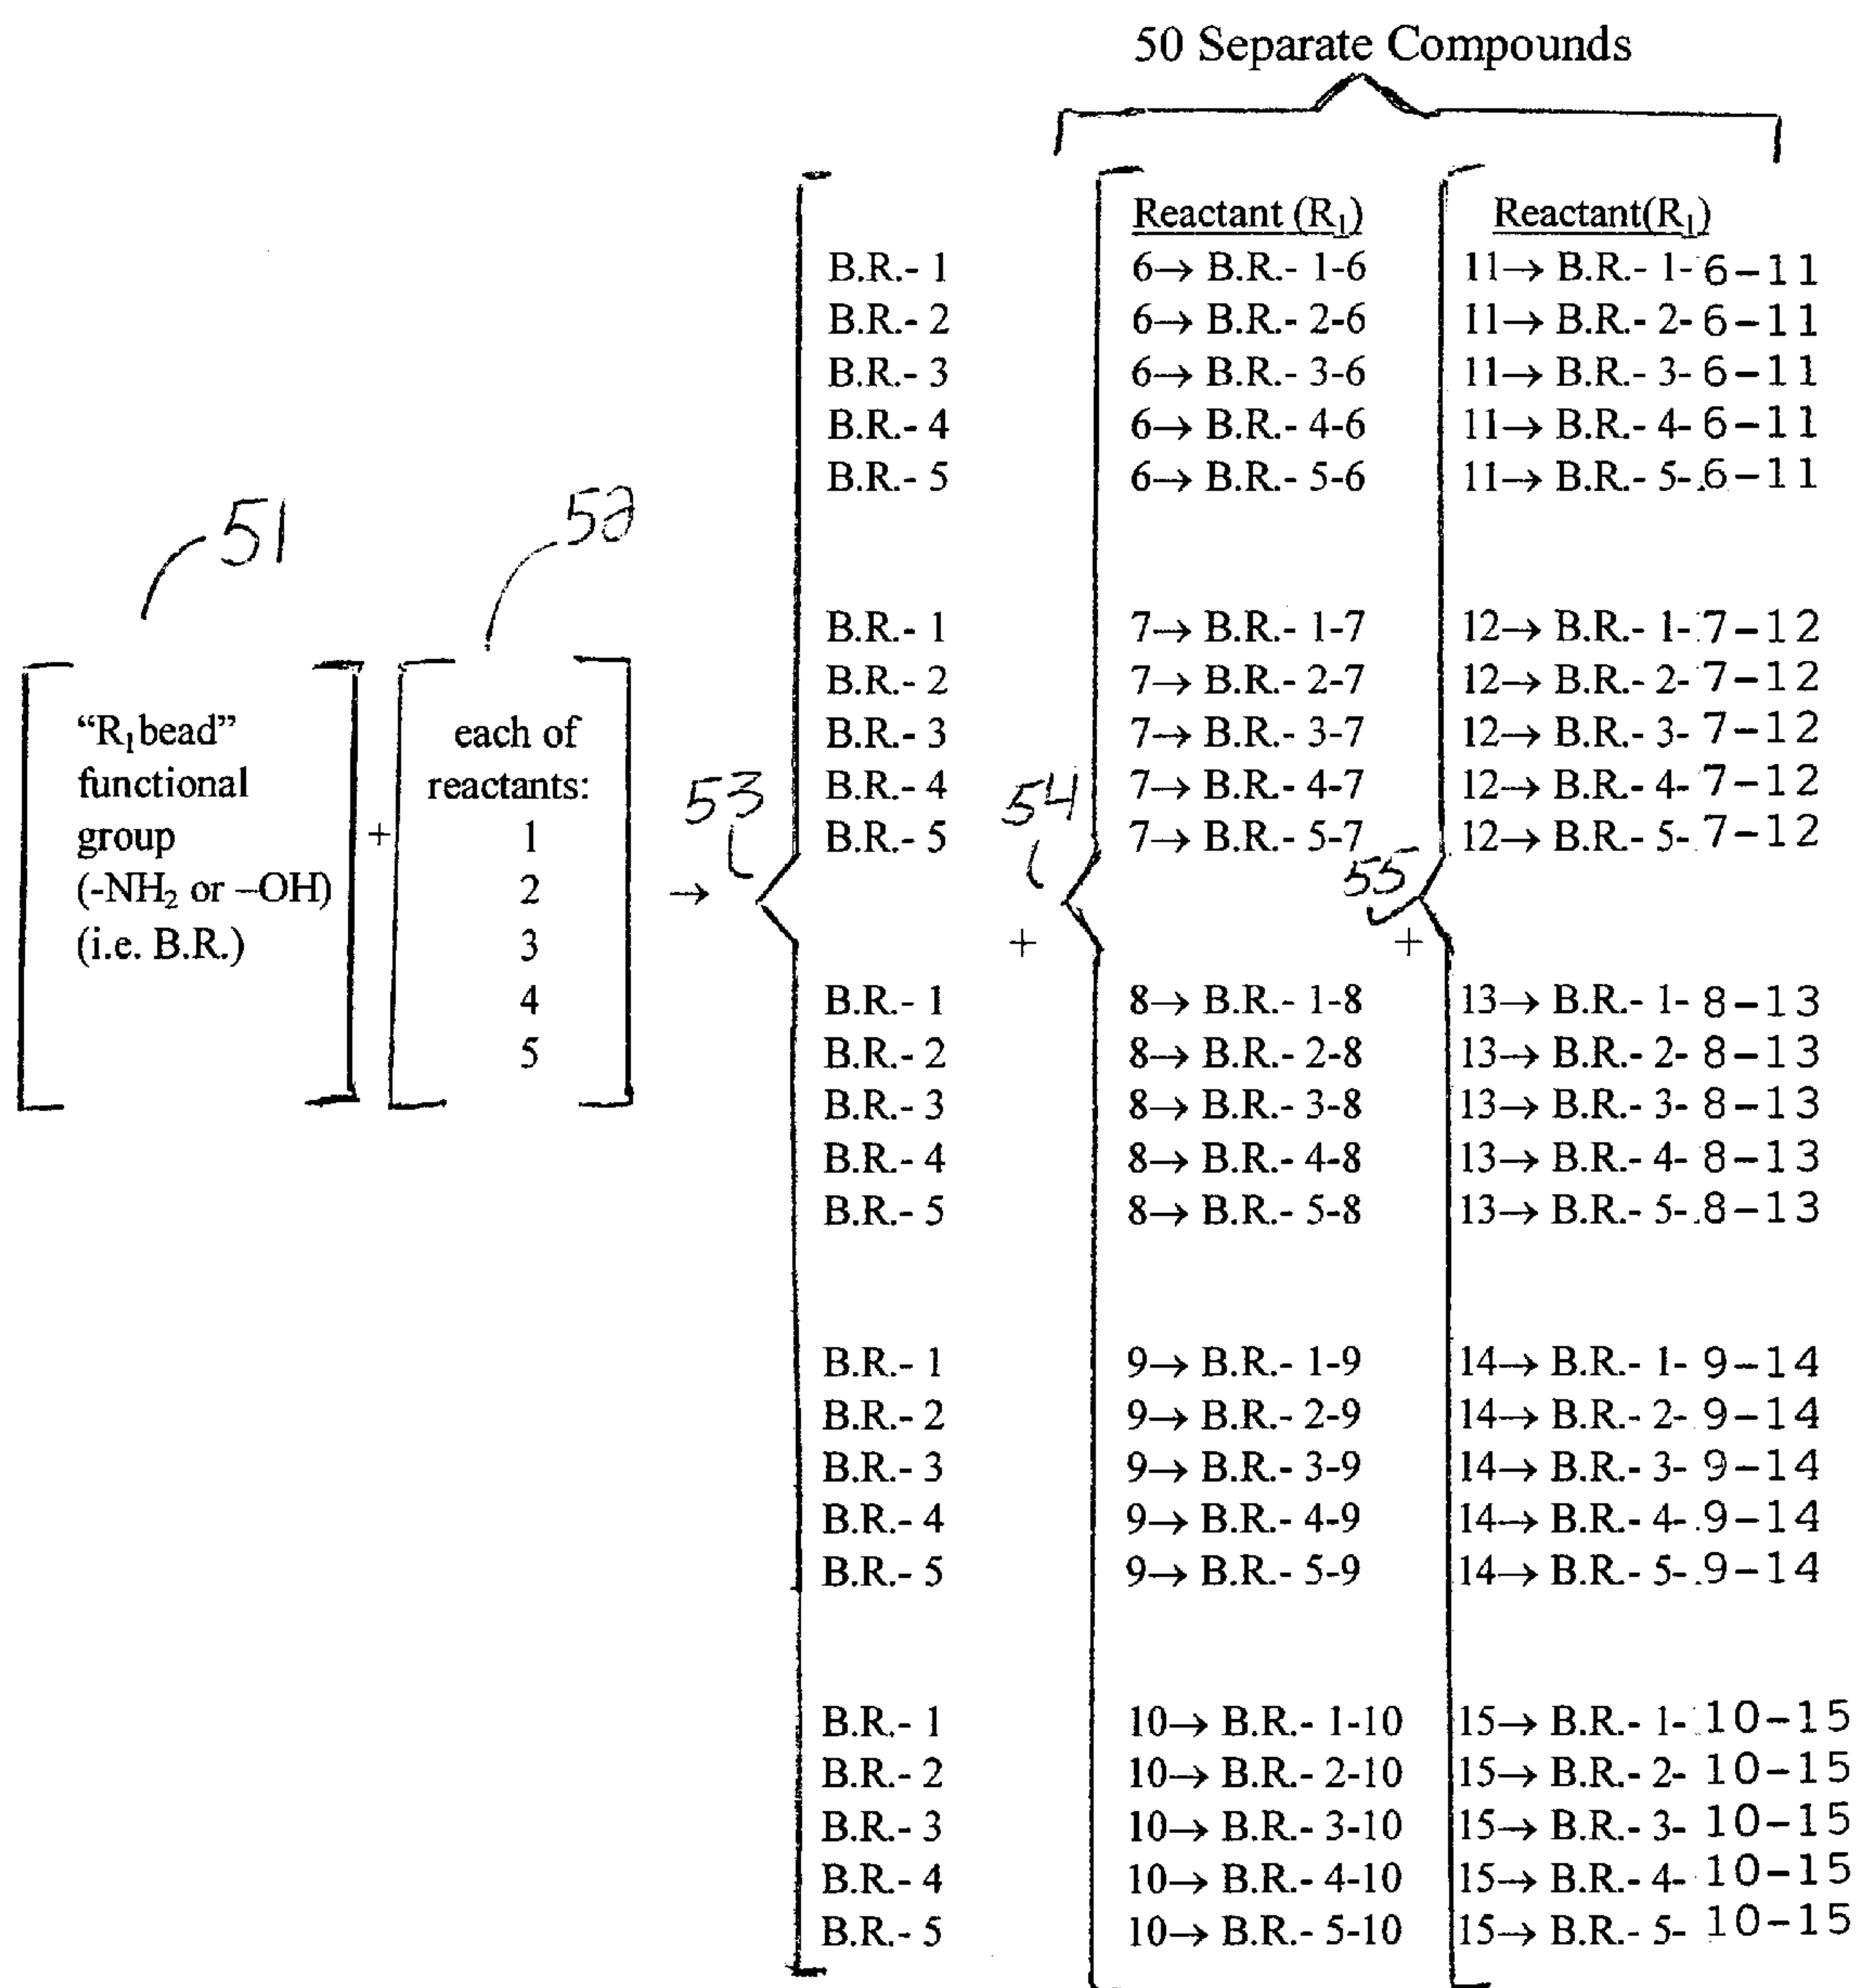 50 Separate Compounds
Reactant (R1) Reactant(R1)
B.R.- 1 6→ B.R.- 1-6 11→ B.R.- 1- 6-11
B.R.- 2 6→ B.R.- 2-6 11→ B.R.- 2- 6-11
B.R.- 3 6→ B.R.- 3-6 11→ B.R.- 3- 6-11
B.R.- 4 6→ B.R.- 4-6 11→ B.R.- 4- 6-11
B.R.- 5 6→ B.R.- 5-6 11→ B.R.- 5- 6-11
51 52
B.R.- 1 7→ B.R.- 1-7 12→ B.R.- 1- 7-12
B.R.- 2 7→ B.R.- 2-7 12→ B.R.- 2- 7-12
“R1bead” each of B.R.- 3 7→ B.R.- 3-7 12→ B.R.- 3- 7-12
functional reactants: 53 B.R.- 4 54 7→ B.R.- 4-7 12→ B.R.- 4- 7-12
group + 1 B.R.- 5 7→ B.R.- 5-7 12→ B.R.- 5- 7-12
(-NH2 or –OH) 2 → 55
(i.e. B.R.) 3 + +
4 B.R.- 1 8→ B.R.- 1-8 13→ B.R.- 1- 8-13
5 B.R.- 2 8→ B.R.- 2-8 13→ B.R.- 2- 8-13
B.R.- 3 8→ B.R.- 3-8 13→ B.R.- 3- 8-13
B.R.- 4 8→ B.R.- 4-8 13→ B.R.- 4- 8-13
B.R.- 5 8→ B.R.- 5-8 13→ B.R.- 5- 8-13
B.R.- 1 9→ B.R.- 1-9 14→ B.R.- 1- 9-14
B.R.- 2 9→ B.R.- 2-9 14→ B.R.- 2- 9-14
B.R.- 3 9→ B.R.- 3-9 14→ B.R.- 3- 9-14
B.R.- 4 9→ B.R.- 4-9 14→ B.R.- 4- 9-14
B.R.- 5 9→ B.R.- 5-9 14→ B.R.- 5- 9-14
B.R.- 1 10→ B.R.- 1-10 15→ B.R.- 1- 10-15
B.R.- 2 10→ B.R.- 2-10 15→ B.R.- 2- 10-15
B.R.- 3 10→ B.R.- 3-10 15→ B.R.- 3- 10-15
B.R.- 4 10→ B.R.- 4-10 15→ B.R.- 4- 10-15
B.R.- 5 10→ B.R.- 5-10 15→ B.R.- 5- 10-15